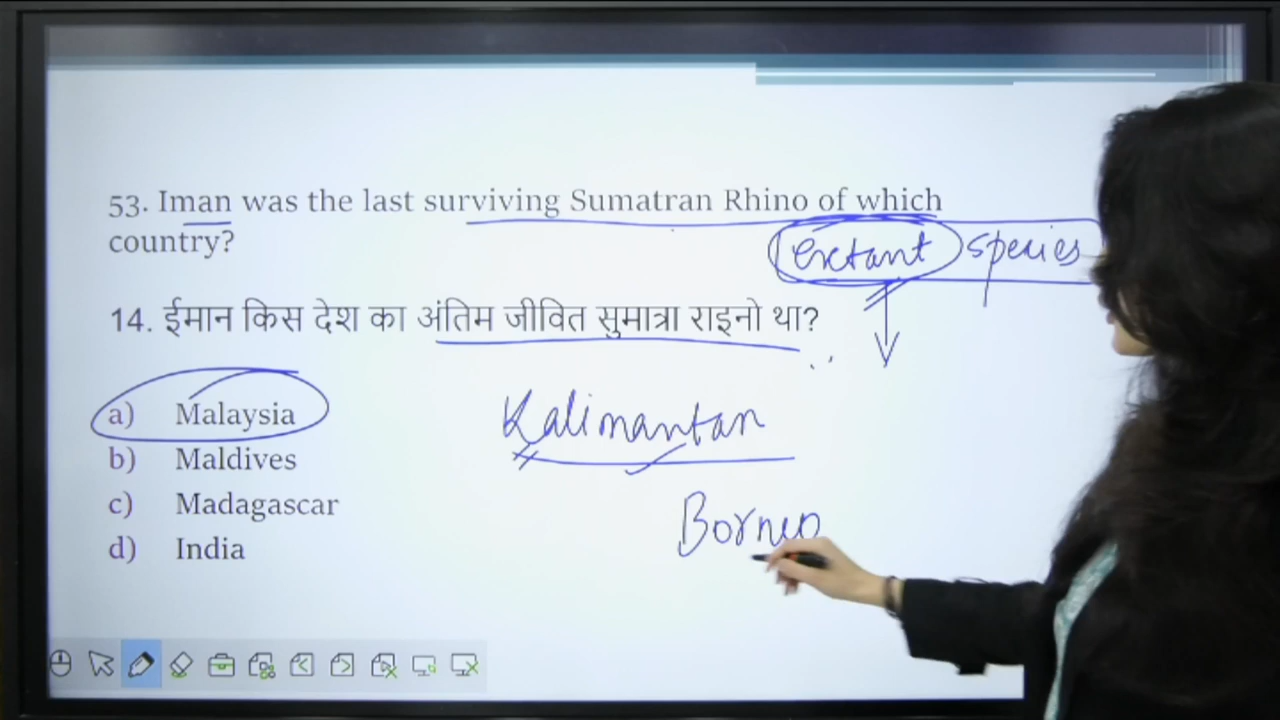 53. Iman was the last surviving Sumatran Rhino of which
country?
extant species
14. ईमान किस देश का अंतिम जीवित सुमात्रा राइनो था?
a) Malaysia
Kalimantan
b) Maldives
c) Madagascar
Borneo
d) India